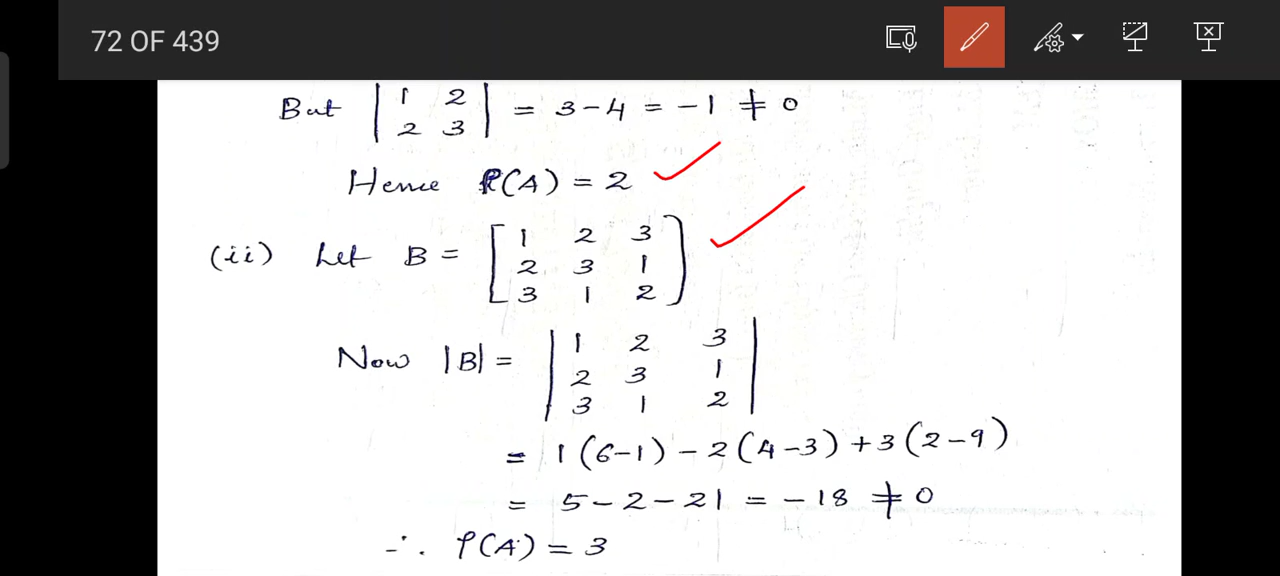 72 OF 439
But | 1 2 | = 3 - 4 = -1 ≠ 0
| 2 3 |
Hence ρ(A) = 2
(ii) Let B = [ 1 2 3 ]
2 3 1
3 1 2
Now |B| = | 1 2 3 |
2 3 1
3 1 2
= 1(6-1) - 2(4-3) + 3(2-9)
= 5 - 2 - 21 = -18 ≠ 0
∴ ρ(A) = 3